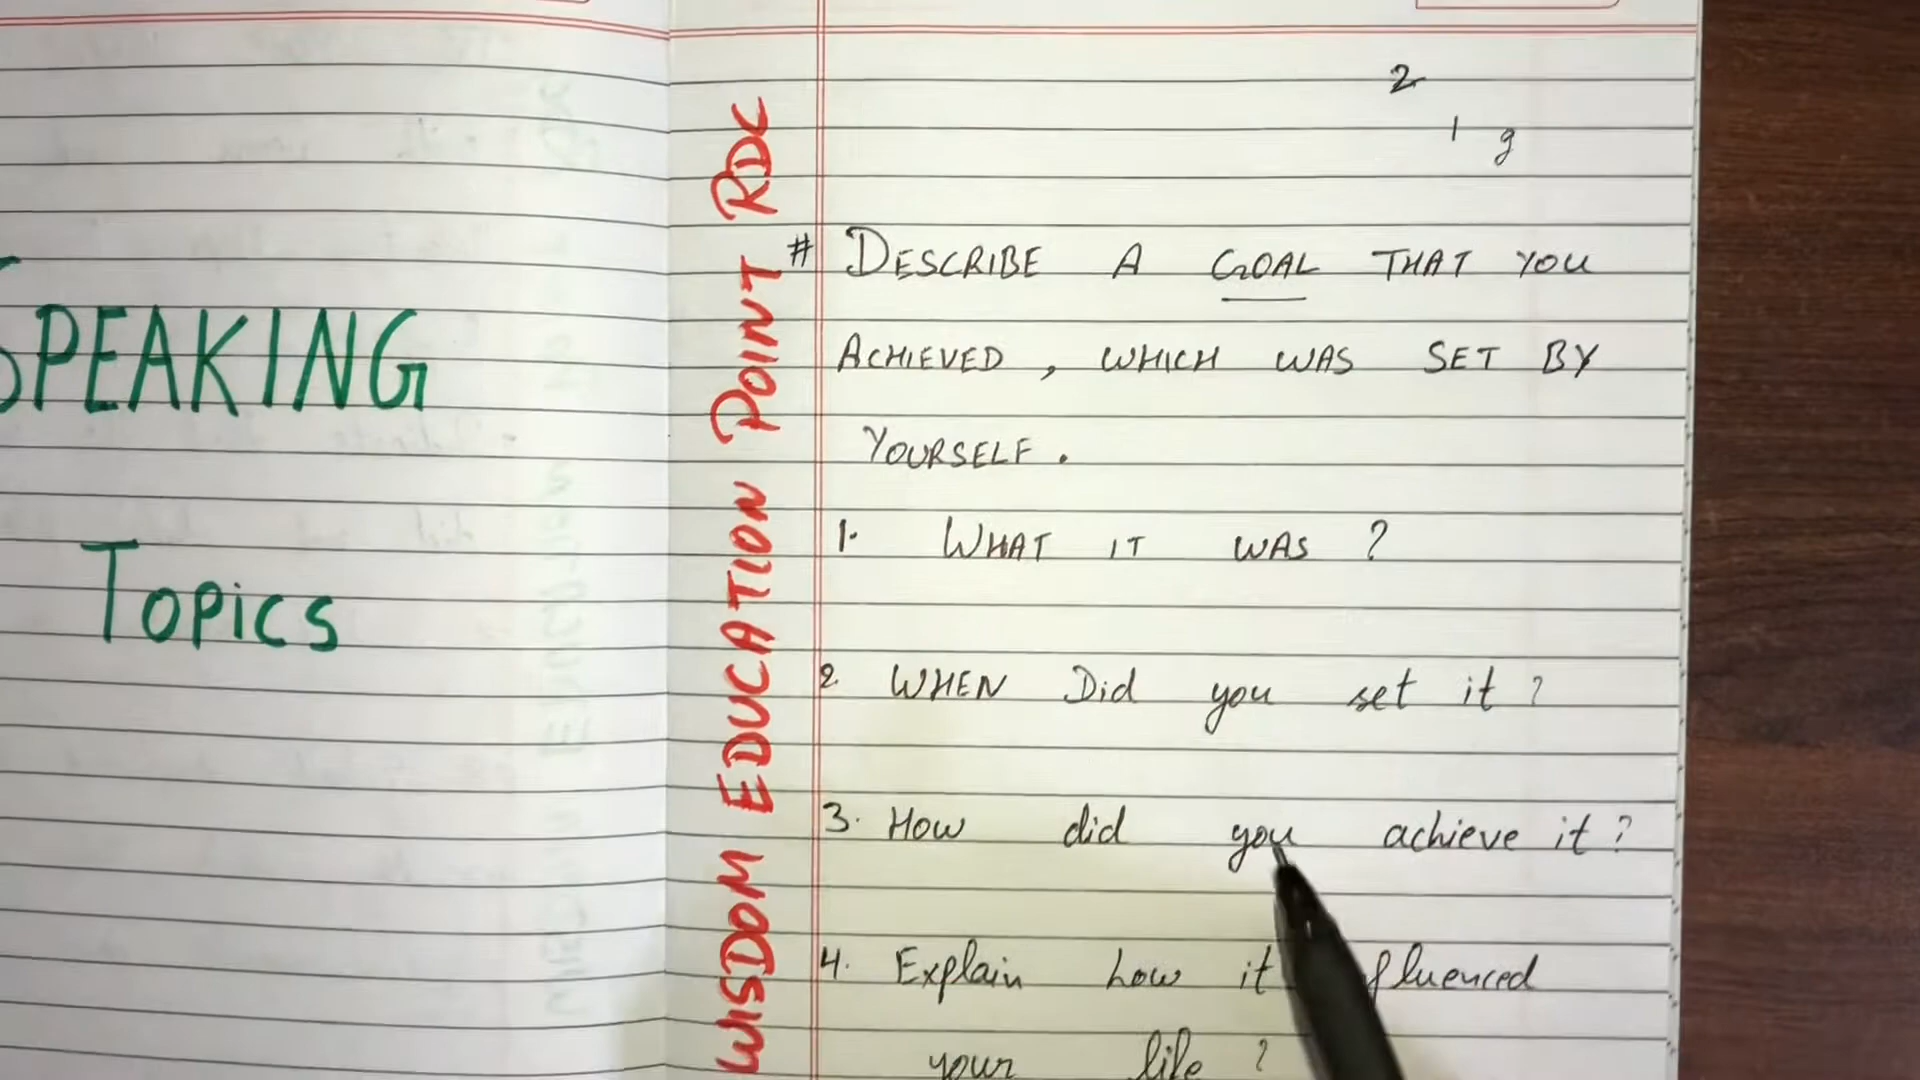 SPEAKING
Topics
WISDOM EDUCATION POINT RDC
2
1 g
# DESCRIBE A GOAL THAT YOU
ACHIEVED, WHICH WAS SET BY
YOURSELF.
1. WHAT IT WAS ?
2. WHEN Did you set it ?
3. How did you achieve it ?
4. Explain how it fluenced
your life ?